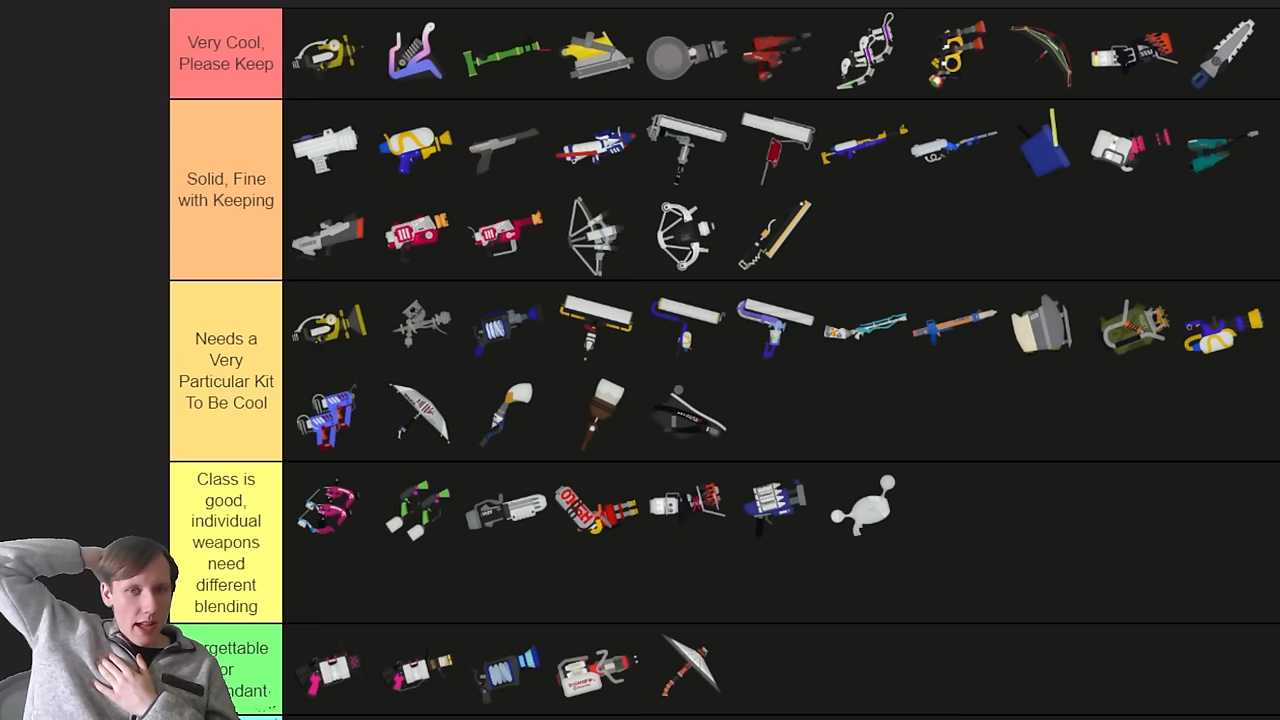 Very Cool,
Please Keep
Solid, Fine
with Keeping
Needs a
Very
Particular Kit
To Be Cool
Class is
good,
individual
weapons
need
different
blending
or